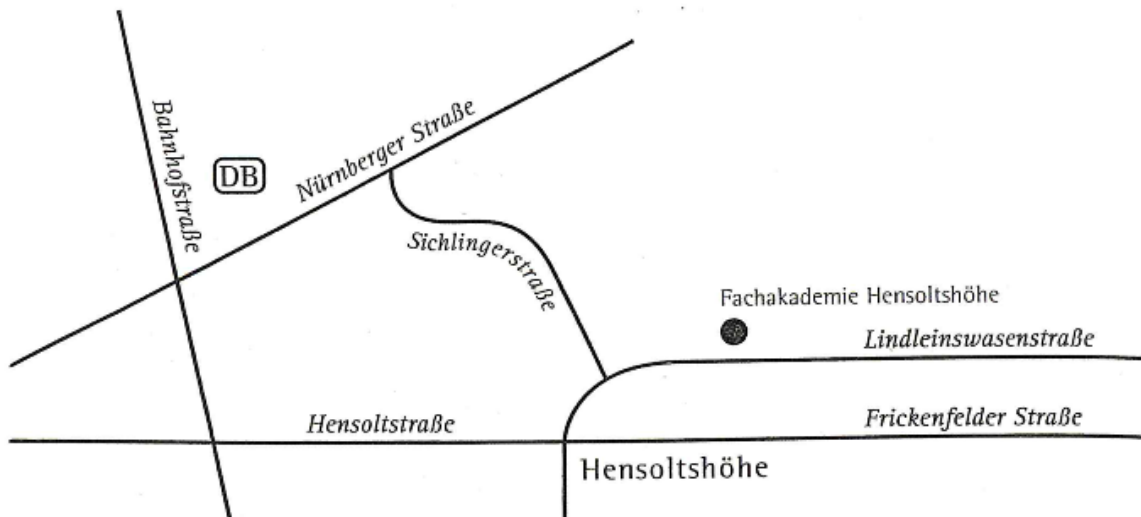 Bahnhofstraße
DB
Nürnberger Straße
Sichlingerstraße
Fachakademie Hensoltshöhe
Lindleinswasenstraße
Hensoltstraße
Frickenfelder Straße
Hensoltshöhe